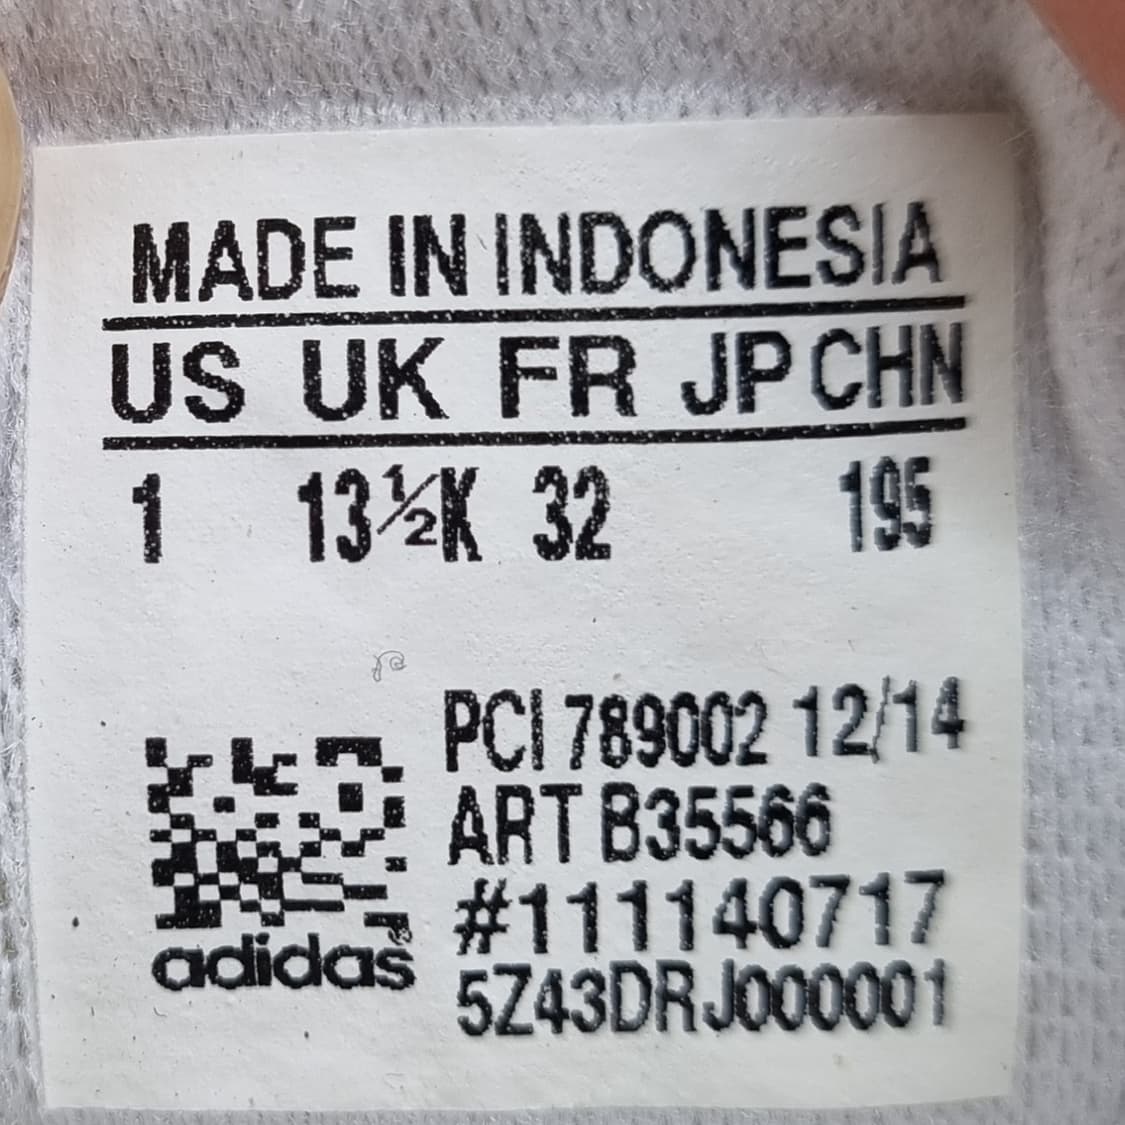 MADE IN INDONESIA
US UK FR JP CHN
1 13½K 32 195
PCI 789002 12/14
ART B35566
#111140717
5Z43DRJ000001
adidas